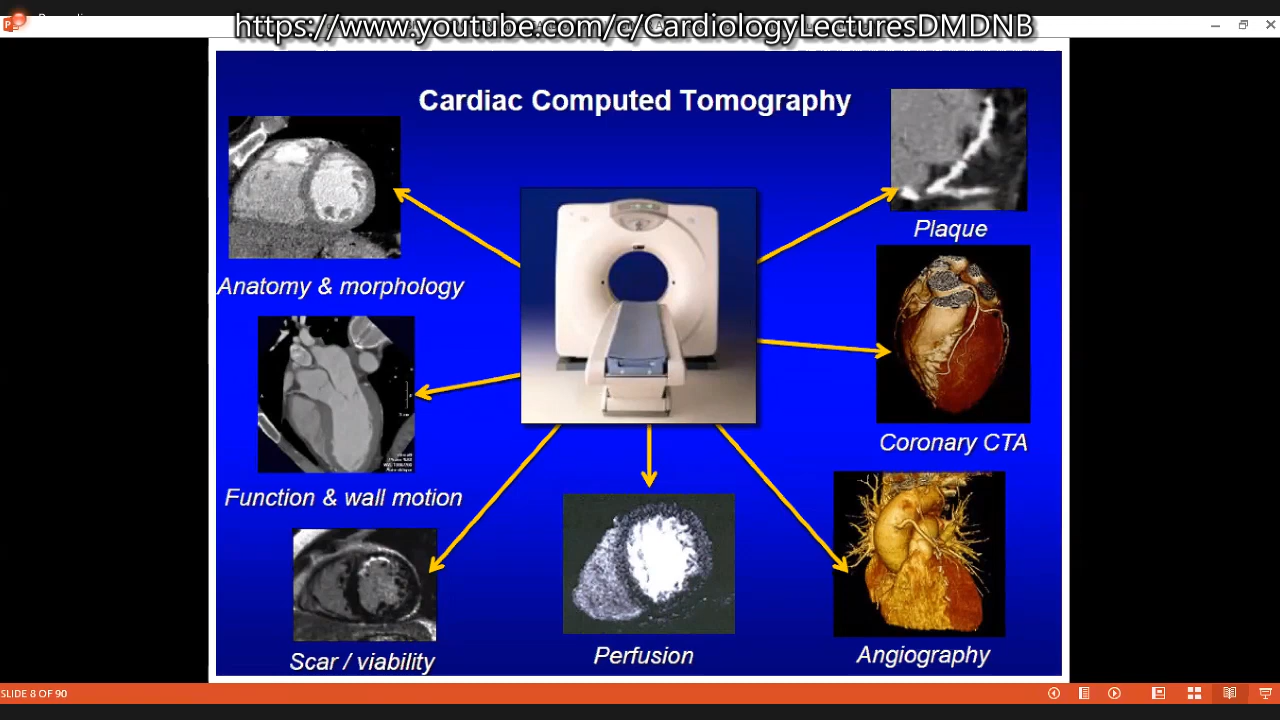 https://www.youtube.com/c/CardiologyLecturesDMDNB
Cardiac Computed Tomography
Anatomy & morphology
Plaque
Function & wall motion
Coronary CTA
Scar / viability
Perfusion
Angiography
SLIDE 8 OF 90